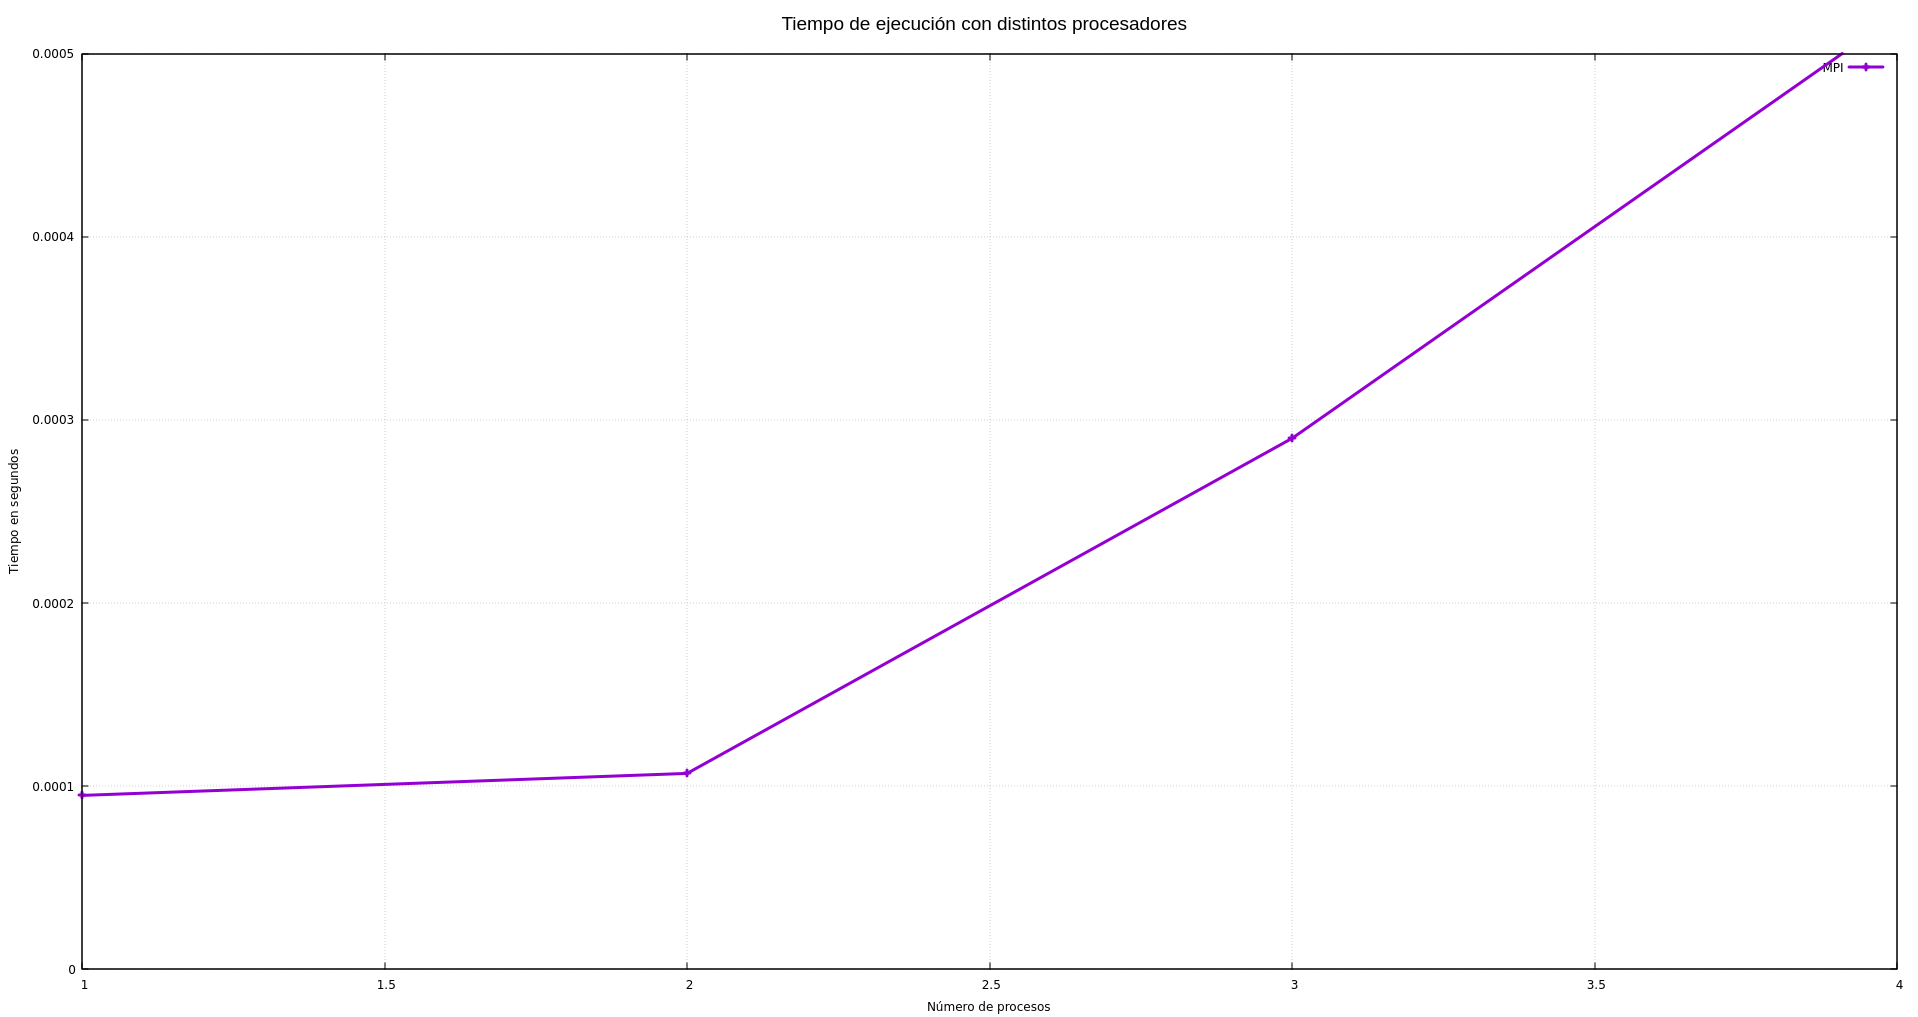 Tiempo de ejecución con distintos procesadores
0.0005
MPI
0.0004
0.0003
0.0002
0.0001
0
Tiempo en segundos
1 1.5 2 2.5 3 3.5 4
Número de procesos